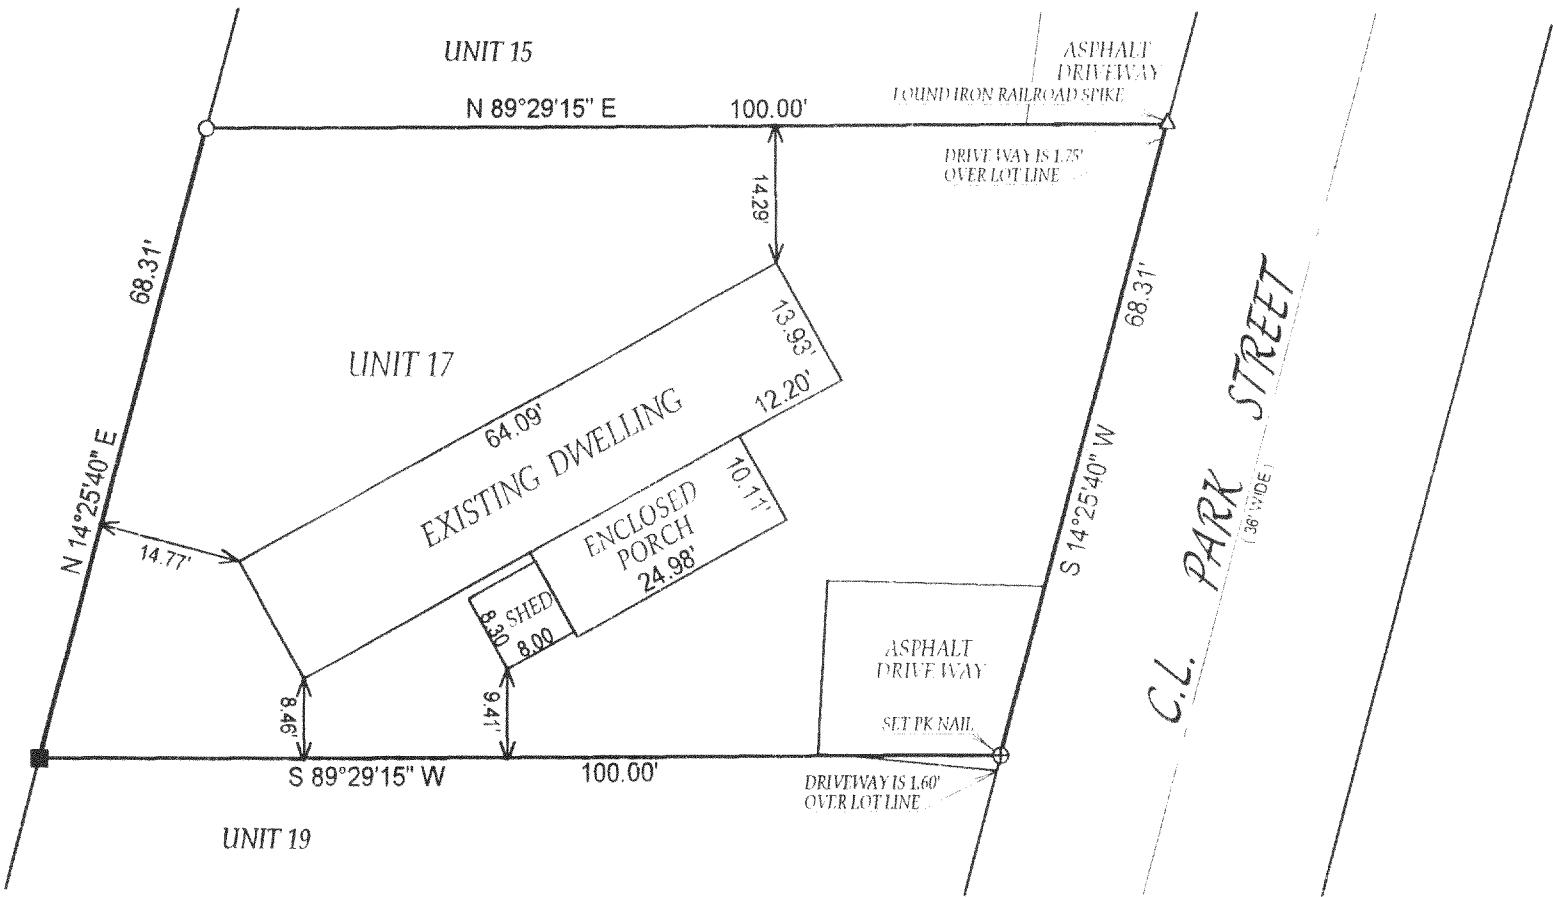 UNIT 15
ASPHALT
DRIVEWAY
FOUND IRON RAILROAD SPIKE
N 89°29'15" E
100.00'
DRIVEWAY IS 1.75'
OVER LOT LINE
14.29'
68.31'
68.31'
13.93'
UNIT 17
12.20'
64.09'
EXISTING DWELLING
STREET
N 14°25'40" E
S 14°25'40" W
10.11'
ENCLOSED
PORCH
24.98'
PARK
( 36' WIDE )
14.77'
SHED
8.30
8.00
C.L.
ASPHALT
DRIVEWAY
8.46'
9.41'
SET PK NAIL
S 89°29'15" W
100.00'
DRIVEWAY IS 1.60'
OVER LOT LINE
UNIT 19